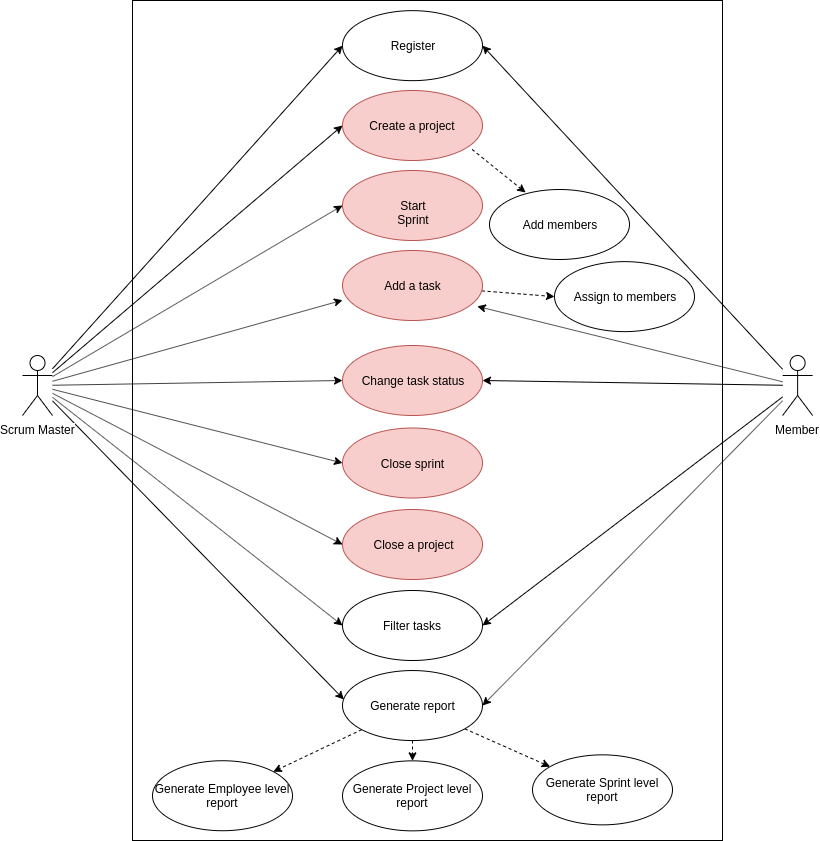 Register
Create a project
Start
Sprint
Add members
Add a task
Assign to members
Change task status
Scrum Master
Member
Close sprint
Close a project
Filter tasks
Generate report
Generate Employee level
report
Generate Project level
report
Generate Sprint level
report